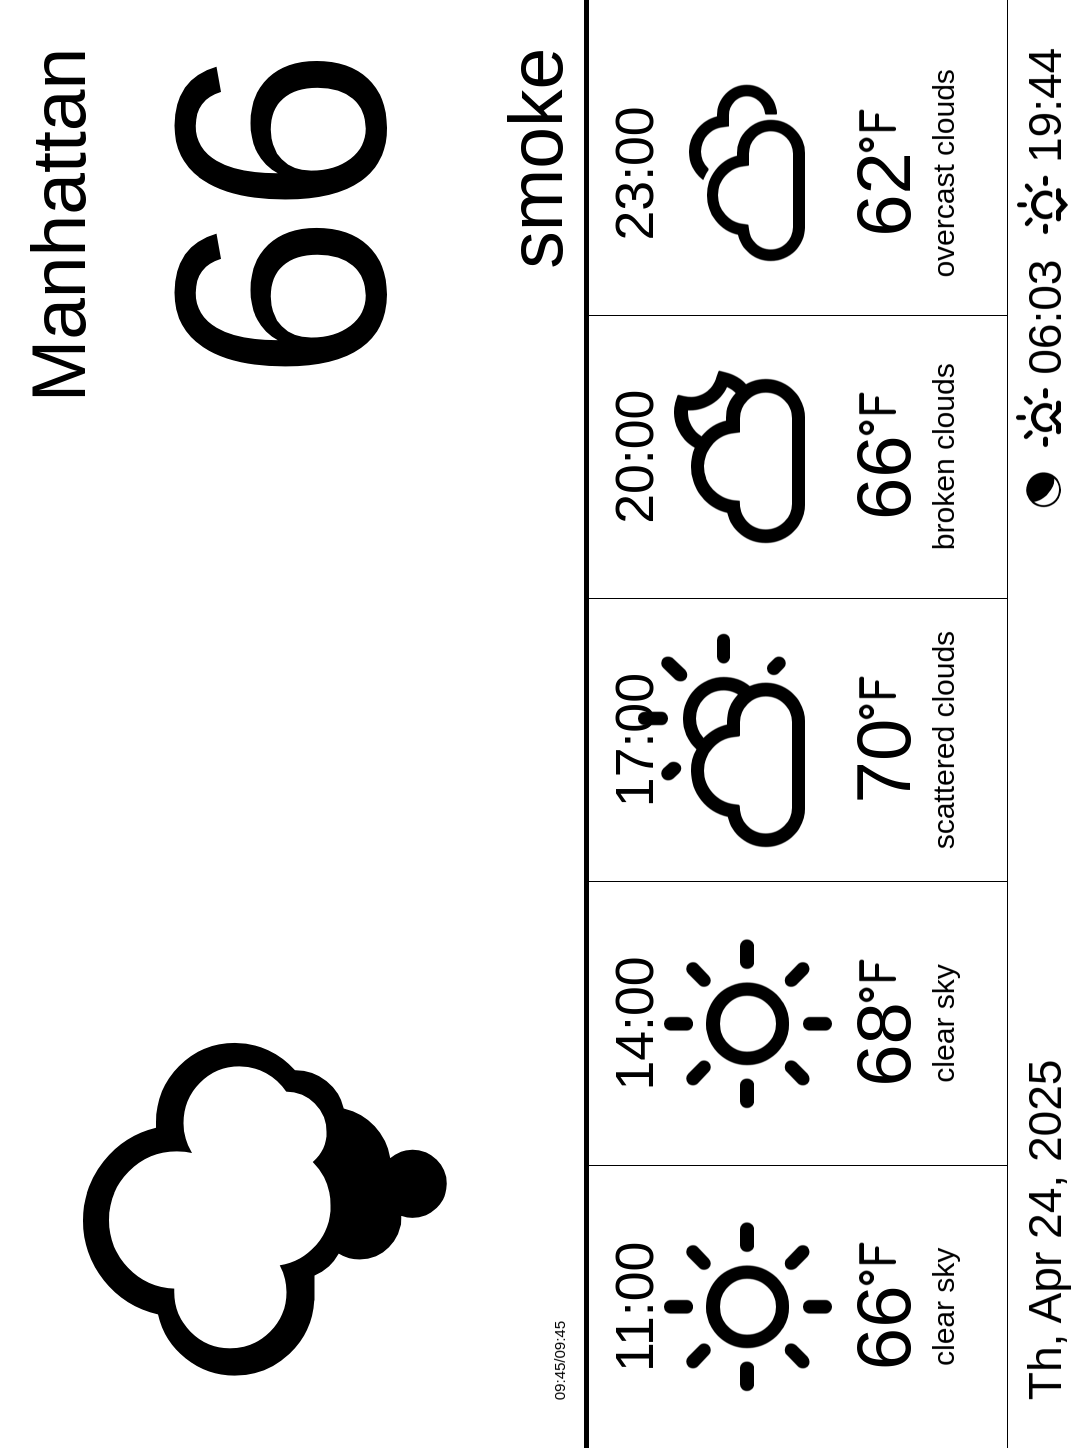 Manhattan
66
09:45/09:45
smoke
11:00 14:00 17:00 20:00 23:00
66°F 68°F 70°F 66°F 62°F
clear sky clear sky scattered clouds broken clouds overcast clouds
Th, Apr 24, 2025 06:03 19:44